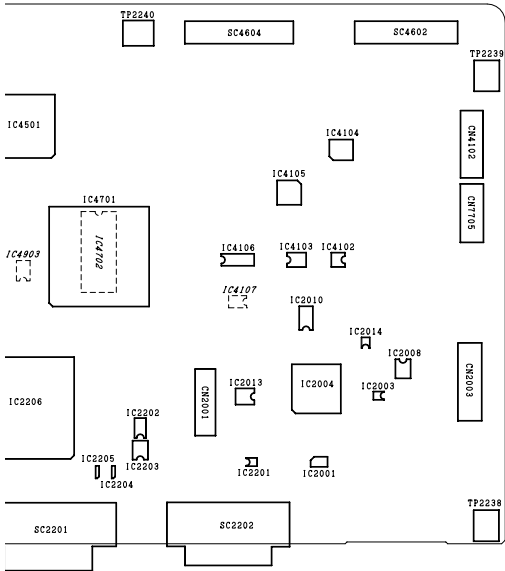 TP2240
SC4604
SC4602
TP2239
IC4501
IC4104
CN4102
IC4105
IC4701
CN7705
IC4702
IC4903
IC4106
IC4103
IC4102
IC4107
IC2010
IC2014
IC2008
IC2013
IC2004
IC2003
CN2001
CN2003
IC2206
IC2202
IC2203
IC2205
IC2204
IC2201
IC2001
TP2238
SC2201
SC2202